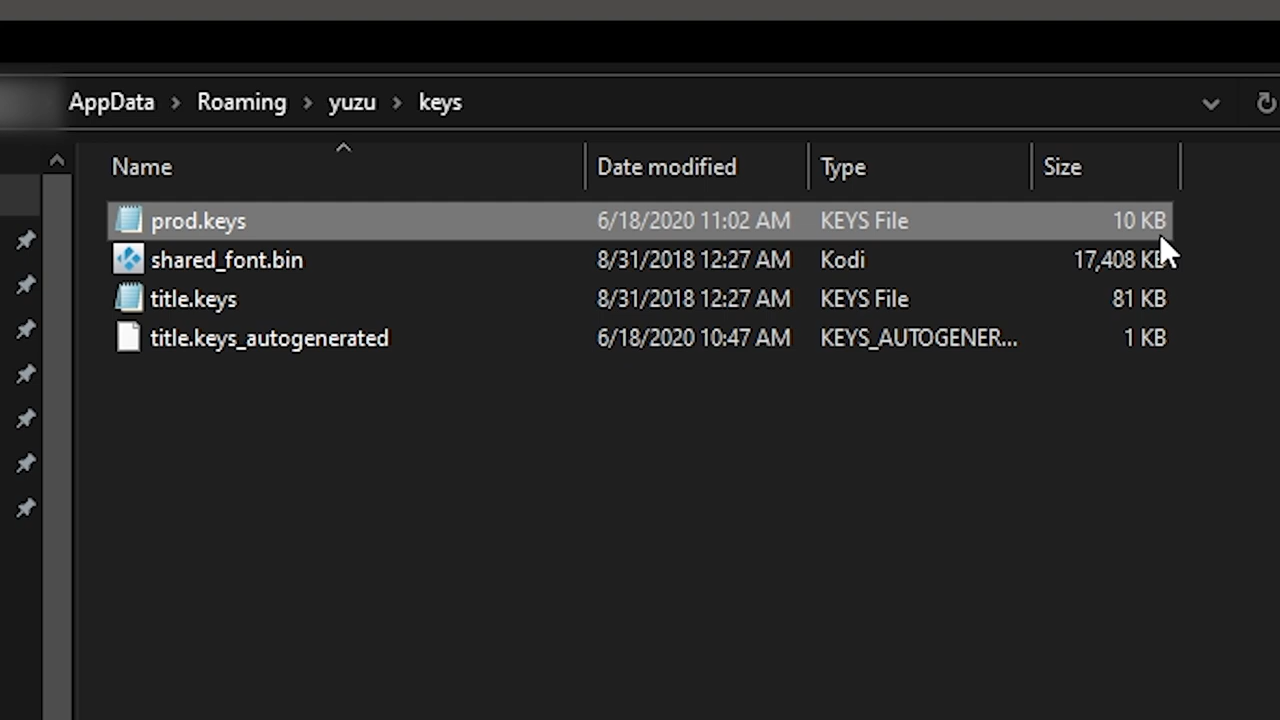 AppData > Roaming > yuzu > keys
Name Date modified Type Size
prod.keys 6/18/2020 11:02 AM KEYS File 10 KB
shared_font.bin 8/31/2018 12:27 AM Kodi 17,408 KB
title.keys 8/31/2018 12:27 AM KEYS File 81 KB
title.keys_autogenerated 6/18/2020 10:47 AM KEYS_AUTOGENER... 1 KB